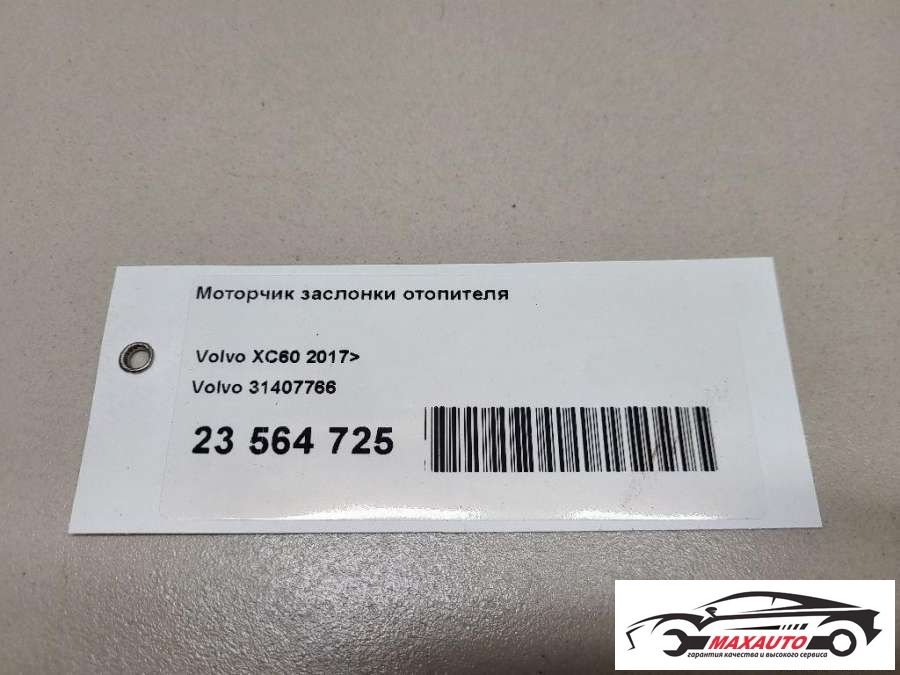 Моторчик заслонки отопителя
Volvo XC60 2017>
Volvo 31407766
23 564 725
MAXAUTO
гарантия качества и высокого сервиса